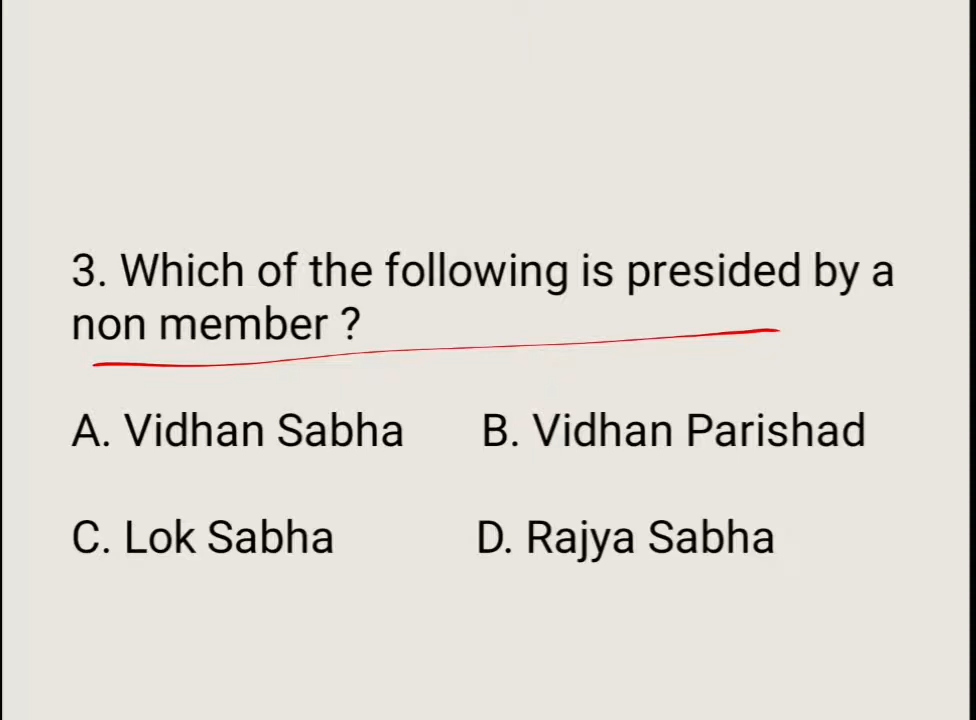 3. Which of the following is presided by a
non member ?
A. Vidhan Sabha B. Vidhan Parishad
C. Lok Sabha D. Rajya Sabha